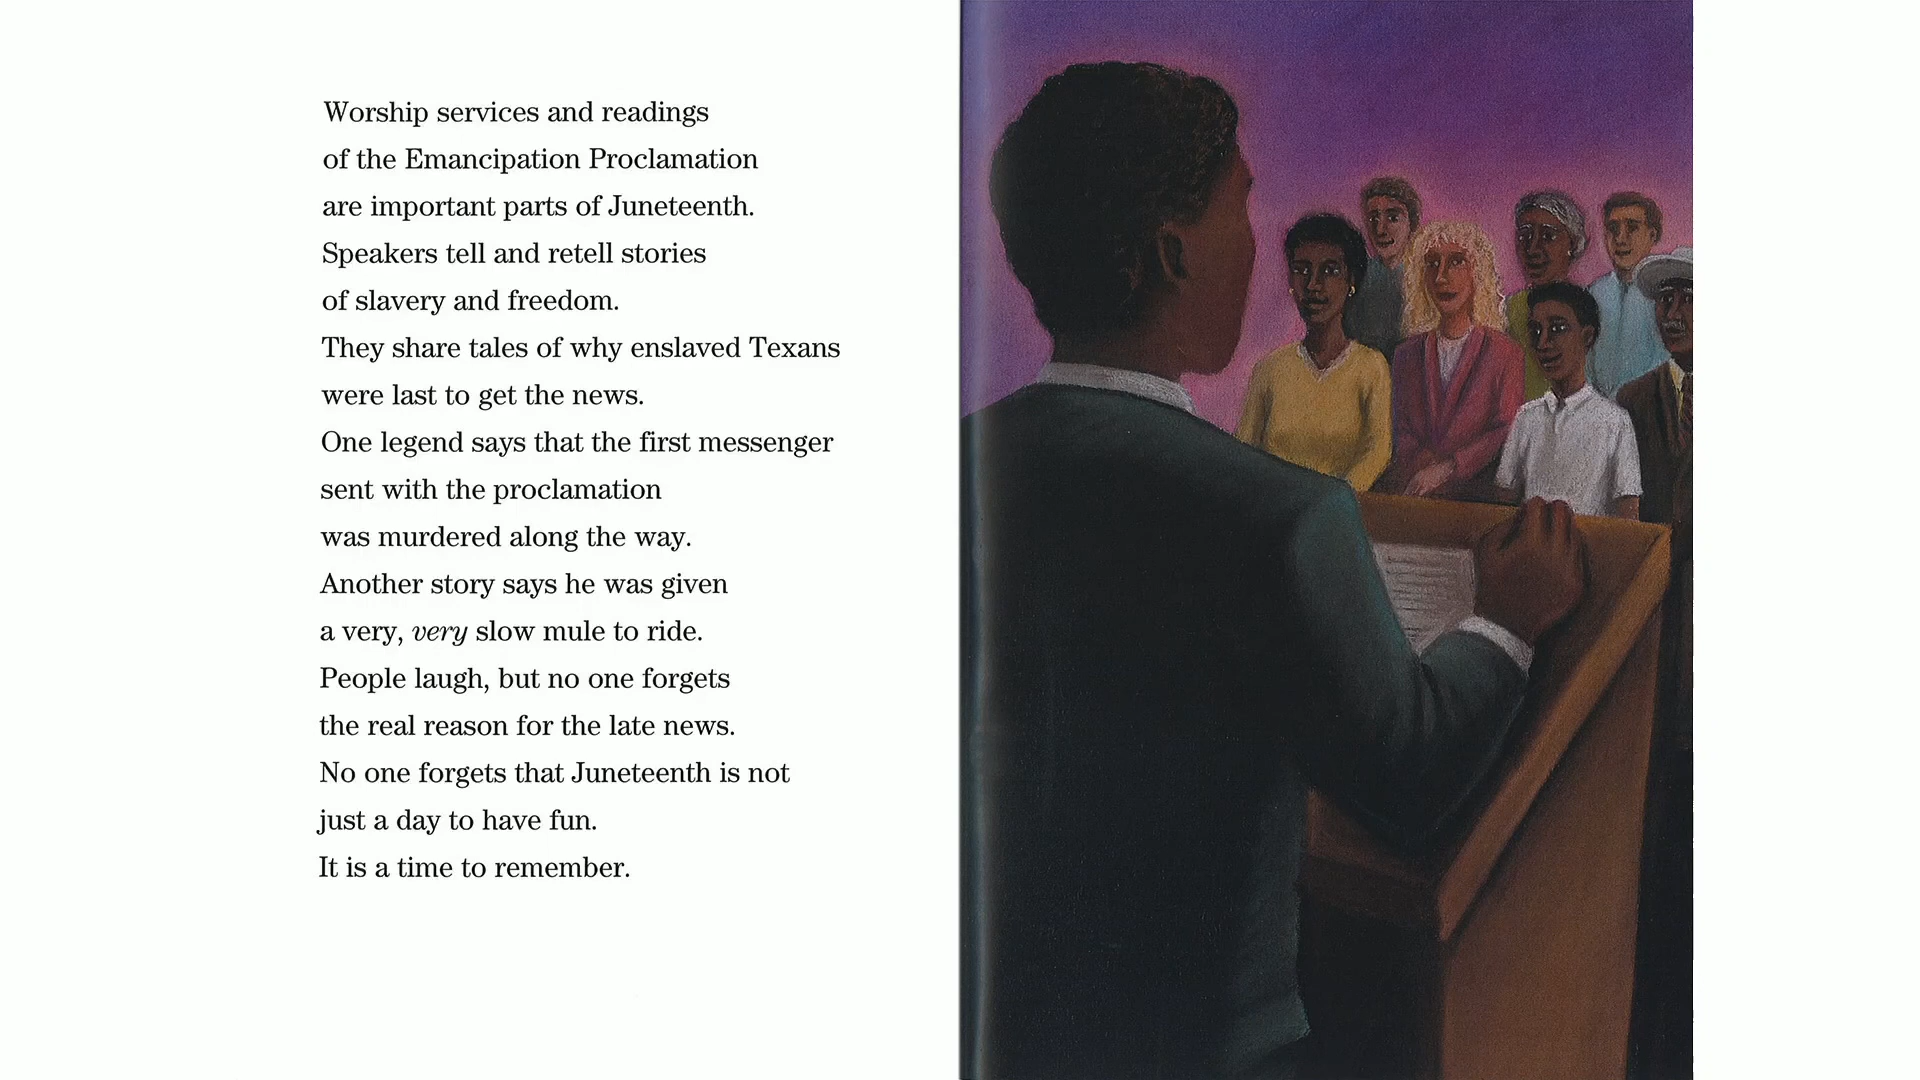 Worship services and readings
of the Emancipation Proclamation
are important parts of Juneteenth.
Speakers tell and retell stories
of slavery and freedom.
They share tales of why enslaved Texans
were last to get the news.
One legend says that the first messenger
sent with the proclamation
was murdered along the way.
Another story says he was given
a very, very slow mule to ride.
People laugh, but no one forgets
the real reason for the late news.
No one forgets that Juneteenth is not
just a day to have fun.
It is a time to remember.